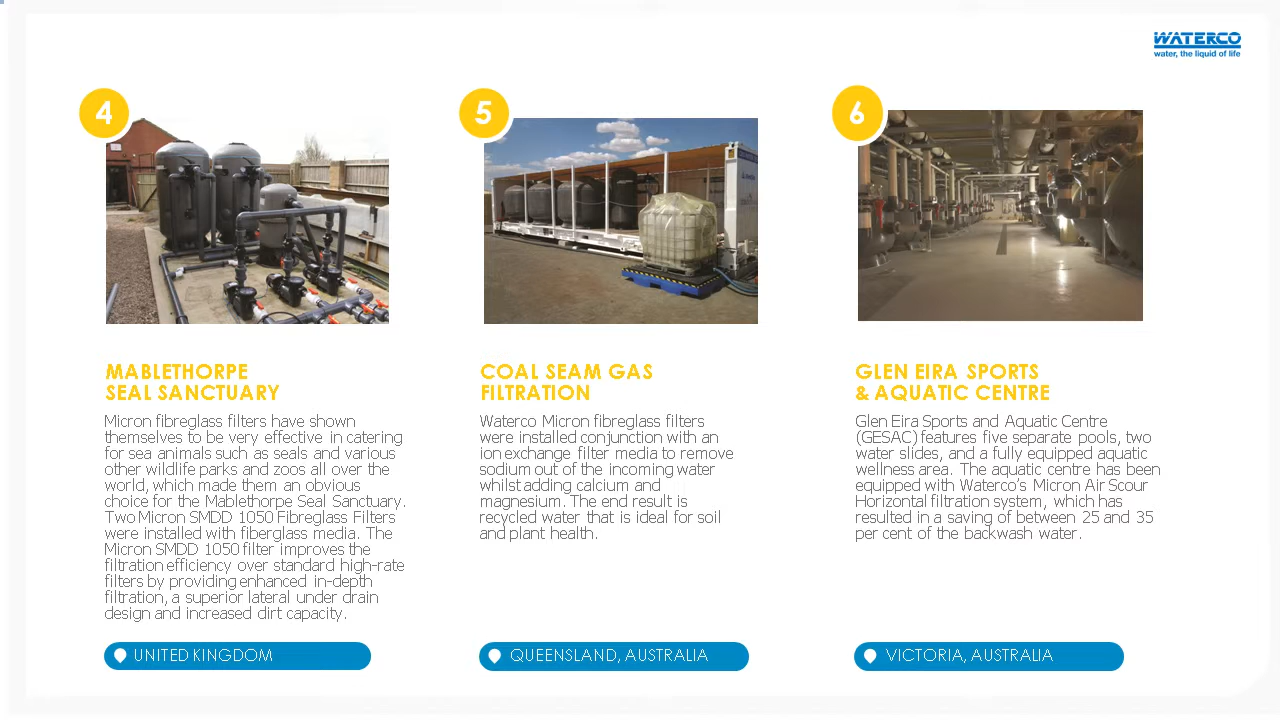 WATERCO
water, the liquid of life
4
5
6
MABLETHORPE
SEAL SANCTUARY
Micron fibreglass filters have shown
themselves to be very effective in catering
for sea animals such as seals and various
other wildlife parks and zoos all over the
world, which made them an obvious
choice for the Mablethorpe Seal Sanctuary.
Two Micron SMDD 1050 Fibreglass Filters
were installed with fiberglass media. The
Micron SMDD 1050 filter improves the
filtration efficiency over standard high-rate
filters by providing enhanced in-depth
filtration, a superior lateral under drain
design and increased dirt capacity.
UNITED KINGDOM
COAL SEAM GAS
FILTRATION
Waterco Micron fibreglass filters
were installed conjunction with an
ion exchange filter media to remove
sodium out of the incoming water
whilst adding calcium and
magnesium. The end result is
recycled water that is ideal for soil
and plant health.
QUEENSLAND, AUSTRALIA
GLEN EIRA SPORTS
& AQUATIC CENTRE
Glen Eira Sports and Aquatic Centre
(GESAC) features five separate pools, two
water slides, and a fully equipped aquatic
wellness area. The aquatic centre has been
equipped with Waterco's Micron Air Scour
Horizontal filtration system, which has
resulted in a saving of between 25 and 35
per cent of the backwash water.
VICTORIA, AUSTRALIA